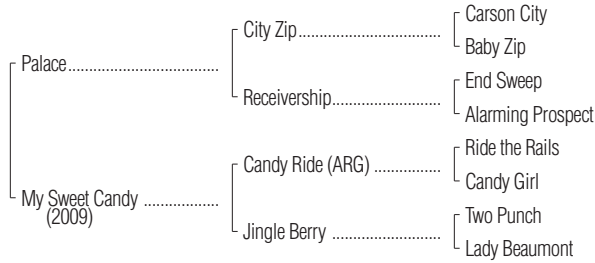 Carson City
City Zip..............................
Baby Zip
Palace................................
End Sweep
Receivership.......................
Alarming Prospect
Ride the Rails
Candy Ride (ARG) ..............
Candy Girl
My Sweet Candy ................
(2009)
Two Punch
Jingle Berry .......................
Lady Beaumont